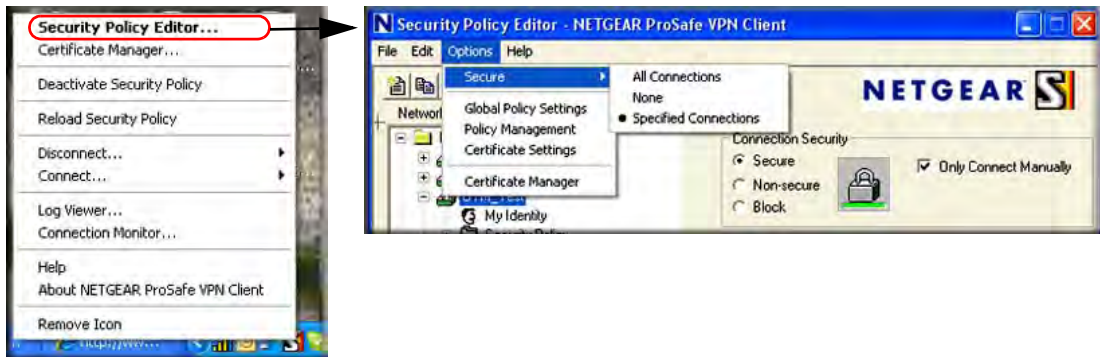 Security Policy Editor...
Certificate Manager...
Deactivate Security Policy
Reload Security Policy
Disconnect...
Connect...
Log Viewer...
Connection Monitor...
Help
About NETGEAR ProSafe VPN Client
Remove Icon
N Security Policy Editor - NETGEAR ProSafe VPN Client
File Edit Options Help
Secure
All Connections
None
Specified Connections
Global Policy Settings
Policy Management
Certificate Settings
Certificate Manager
NETGEAR
Connection Security
Secure
Non-secure
Block
Only Connect Manually
My Identity
Security Policy